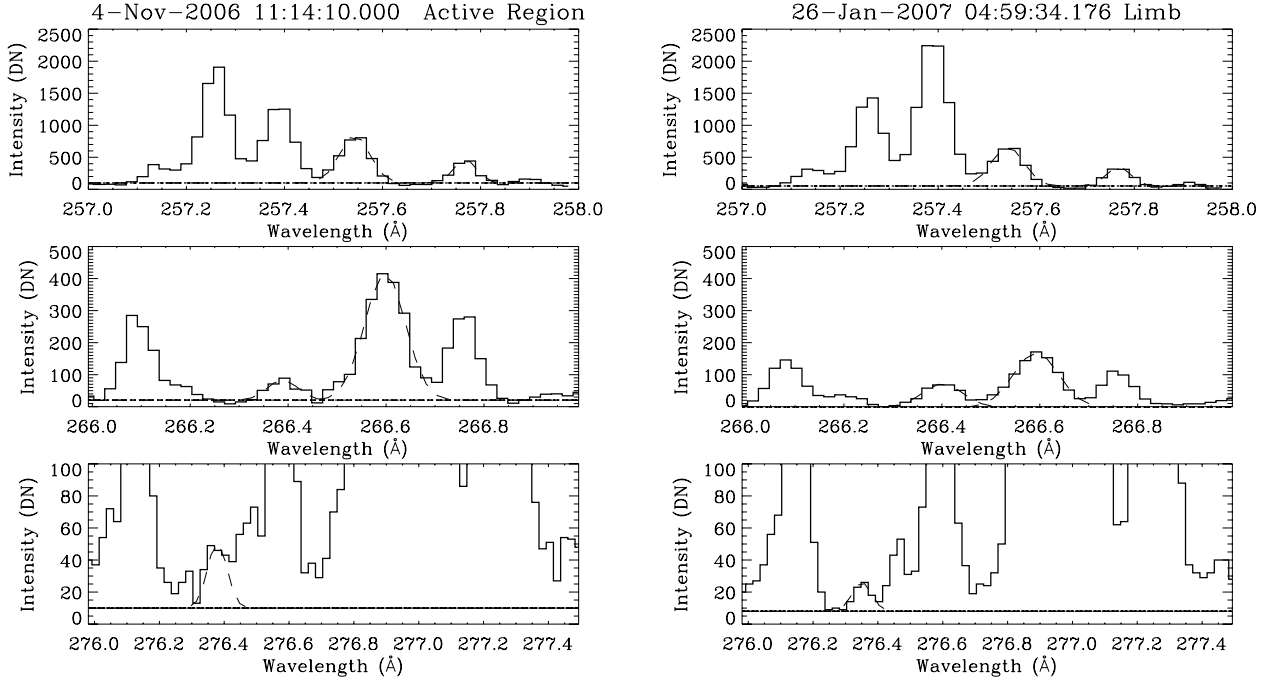 4-Nov-2006 11:14:10.000 Active Region
26-Jan-2007 04:59:34.176 Limb
Intensity (DN)
2500
2000
1500
1000
500
0
257.0 257.2 257.4 257.6 257.8 258.0
Wavelength (Å)
Intensity (DN)
2500
2000
1500
1000
500
0
257.0 257.2 257.4 257.6 257.8 258.0
Wavelength (Å)
Intensity (DN)
500
400
300
200
100
0
266.0 266.2 266.4 266.6 266.8
Wavelength (Å)
Intensity (DN)
500
400
300
200
100
0
266.0 266.2 266.4 266.6 266.8
Wavelength (Å)
Intensity (DN)
100
80
60
40
20
0
276.0 276.2 276.4 276.6 276.8 277.0 277.2 277.4
Wavelength (Å)
Intensity (DN)
100
80
60
40
20
0
276.0 276.2 276.4 276.6 276.8 277.0 277.2 277.4
Wavelength (Å)